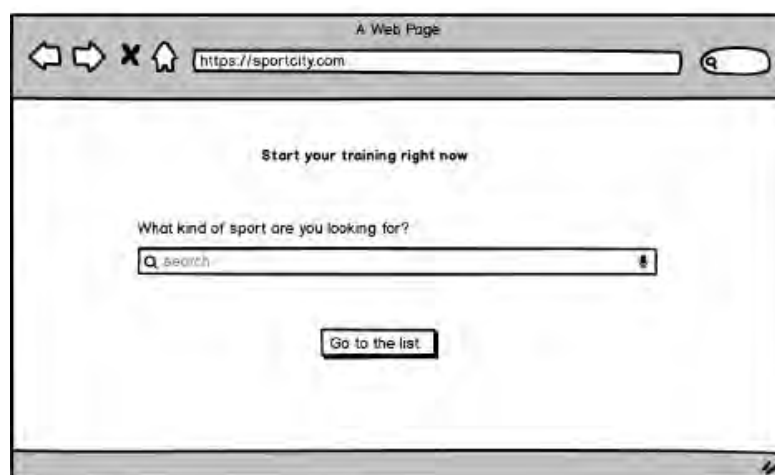 A Web Page
https://sportcity.com
Start your training right now
What kind of sport are you looking for?
search
Go to the list